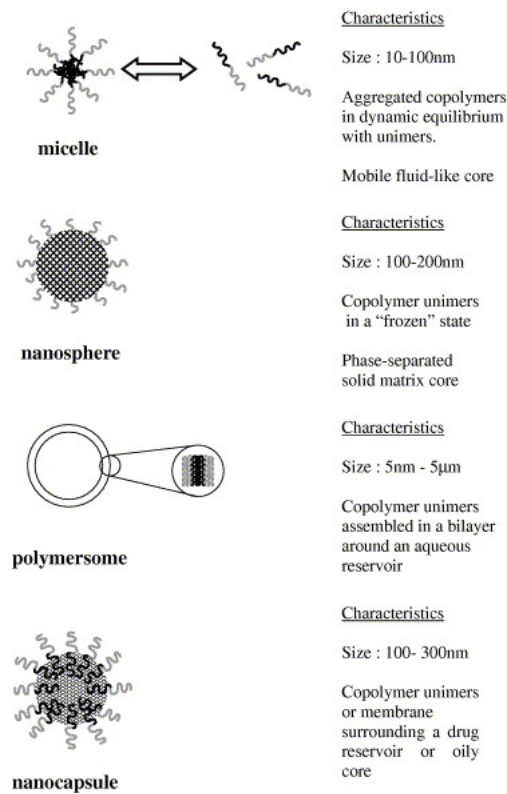 Characteristics
Size : 10-100nm
Aggregated copolymers
in dynamic equilibrium
with unimers.
micelle
Mobile fluid-like core
Characteristics
Size : 100-200nm
Copolymer unimers
in a “frozen” state
nanosphere
Phase-separated
solid matrix core
Characteristics
Size : 5nm - 5µm
Copolymer unimers
assembled in a bilayer
around an aqueous
reservoir
polymersome
Characteristics
Size : 100- 300nm
Copolymer unimers
or membrane
surrounding a drug
reservoir or oily
core
nanocapsule